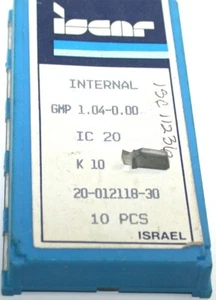 iscar
INTERNAL
GMP 1.04-0.00
IC 20
K 10
20-012118-30
10 PCS
ISRAEL